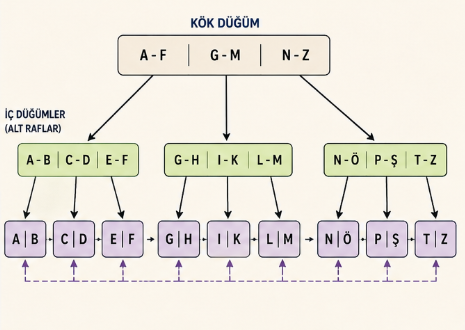 KÖK DÜĞÜM
A-F | G-M | N-Z
İÇ DÜĞÜMLER
(ALT RAFLAR)
A-B | C-D | E-F
G-H | I-K | L-M
N-Ö | P-Ş | T-Z
A|B
C|D
E|F
G|H
I|K
L|M
N|Ö
P|Ş
T|Z